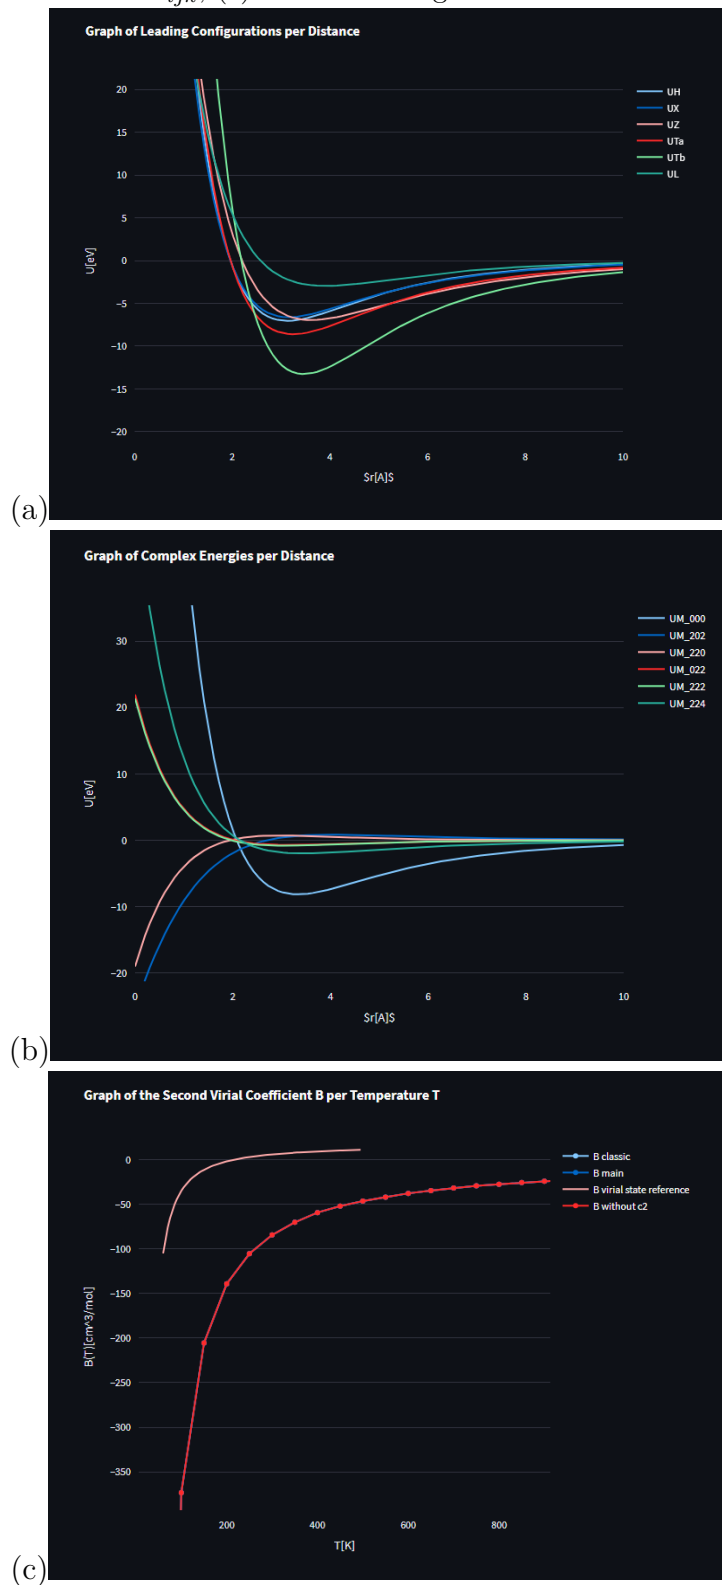 Graph of Leading Configurations per Distance
20
15
10
5
0
−5
−10
−15
−20
U[eV]
0 2 4 6 8 10
$r[A]$
UH
UX
UZ
UTa
UTb
UL
(a)
Graph of Complex Energies per Distance
30
20
10
0
−10
−20
U[eV]
0 2 4 6 8 10
$r[A]$
UM_000
UM_202
UM_220
UM_022
UM_222
UM_224
(b)
Graph of the Second Virial Coefficient B per Temperature T
0
−50
−100
−150
−200
−250
−300
−350
B(T)[cm^3/mol]
200 400 600 800
T[K]
B classic
B main
B virial state reference
B without c2
(c)